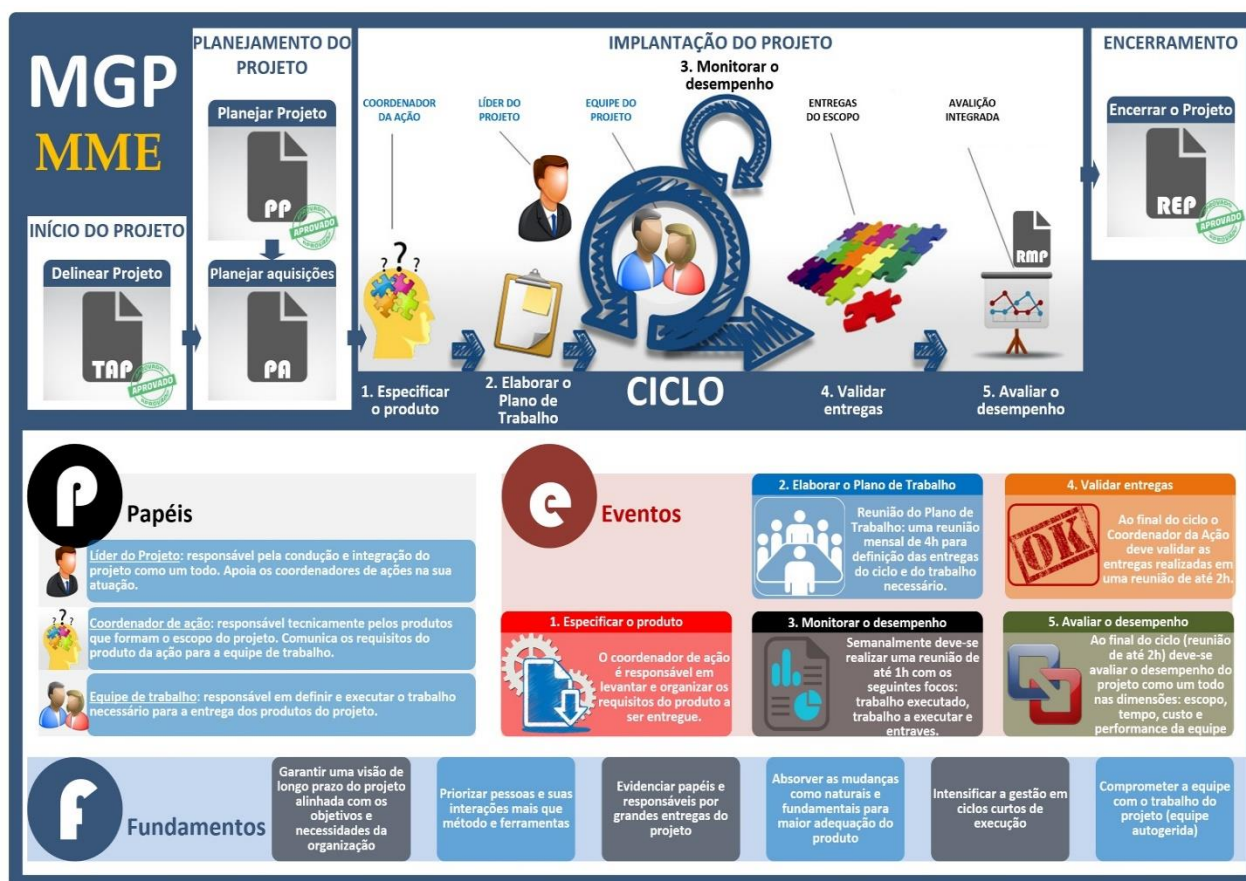 MGP
MME
INÍCIO DO PROJETO
Delinear Projeto
TAP
APROVADO
PLANEJAMENTO DO
PROJETO
Planejar Projeto
PP
APROVADO
Planejar aquisições
PA
IMPLANTAÇÃO DO PROJETO
3. Monitorar o
desempenho
COORDENADOR
DA AÇÃO
LÍDER DO
PROJETO
EQUIPE DO
PROJETO
ENTREGAS
DO ESCOPO
AVALIÇÃO
INTEGRADA
???
RMP
1. Especificar
o produto
2. Elaborar o
Plano de
Trabalho
CICLO
4. Validar
entregas
5. Avaliar o
desempenho
ENCERRAMENTO
Encerrar o Projeto
REP
APROVADO
P
Papéis
Líder do Projeto: responsável pela condução e integração do
projeto como um todo. Apoia os coordenadores de ações na sua
atuação.
???
Coordenador de ação: responsável tecnicamente pelos produtos
que formam o escopo do projeto. Comunica os requisitos do
produto da ação para a equipe de trabalho.
Equipe de trabalho: responsável em definir e executar o trabalho
necessário para a entrega dos produtos do projeto.
e
Eventos
1. Especificar o produto
O coordenador de ação
é responsável em
levantar e organizar os
requisitos do produto a
ser entregue.
2. Elaborar o Plano de Trabalho
Reunião do Plano de
Trabalho: uma reunião
mensal de 4h para
definição das entregas
do ciclo e do trabalho
necessário.
3. Monitorar o desempenho
Semanalmente deve-se
realizar uma reunião de
até 1h com os
seguintes focos:
trabalho executado,
trabalho a executar e
entraves.
4. Validar entregas
OK
Ao final do ciclo o
Coordenador da Ação
deve validar as
entregas realizadas em
uma reunião de até 2h.
5. Avaliar o desempenho
Ao final do ciclo (reunião
de até 2h) deve-se
avaliar o desempenho do
projeto como um todo
nas dimensões: escopo,
tempo, custo e
performance da equipe
f
Fundamentos
Garantir uma visão de
longo prazo do projeto
alinhada com os
objetivos e
necessidades da
organização
Priorizar pessoas e suas
interações mais que
método e ferramentas
Evidenciar papéis e
responsáveis por
grandes entregas do
projeto
Absorver as mudanças
como naturais e
fundamentais para
maior adequação do
produto
Intensificar a gestão em
ciclos curtos de
execução
Comprometer a equipe
com o trabalho do
projeto (equipe
autogerida)